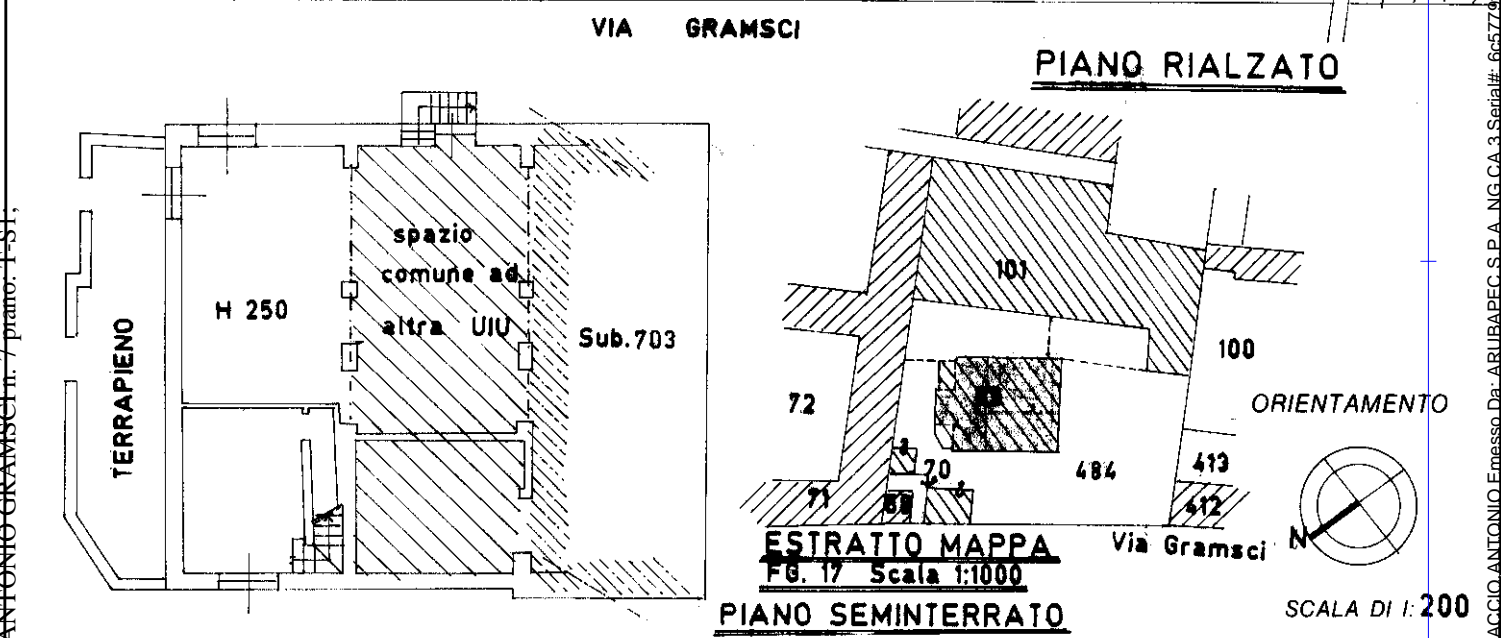 VIA GRAMSCI
PIANO RIALZATO
ANTONIO GRAMSCI n. 7 piano: T-S1,
TERRAPIENO
H 250
spazio
comune ad
altra UIU
Sub.703
101
100
72
70
484
413
412
71
N
Via Gramsci
ORIENTAMENTO
ESTRATTO MAPPA
FG. 17 Scala 1:1000
PIANO SEMINTERRATO
SCALA DI 1:200
ACCIO ANTONIO Emesso Da: ARUBAPEC S.P.A. NG CA 3 Serial#: 6c5779